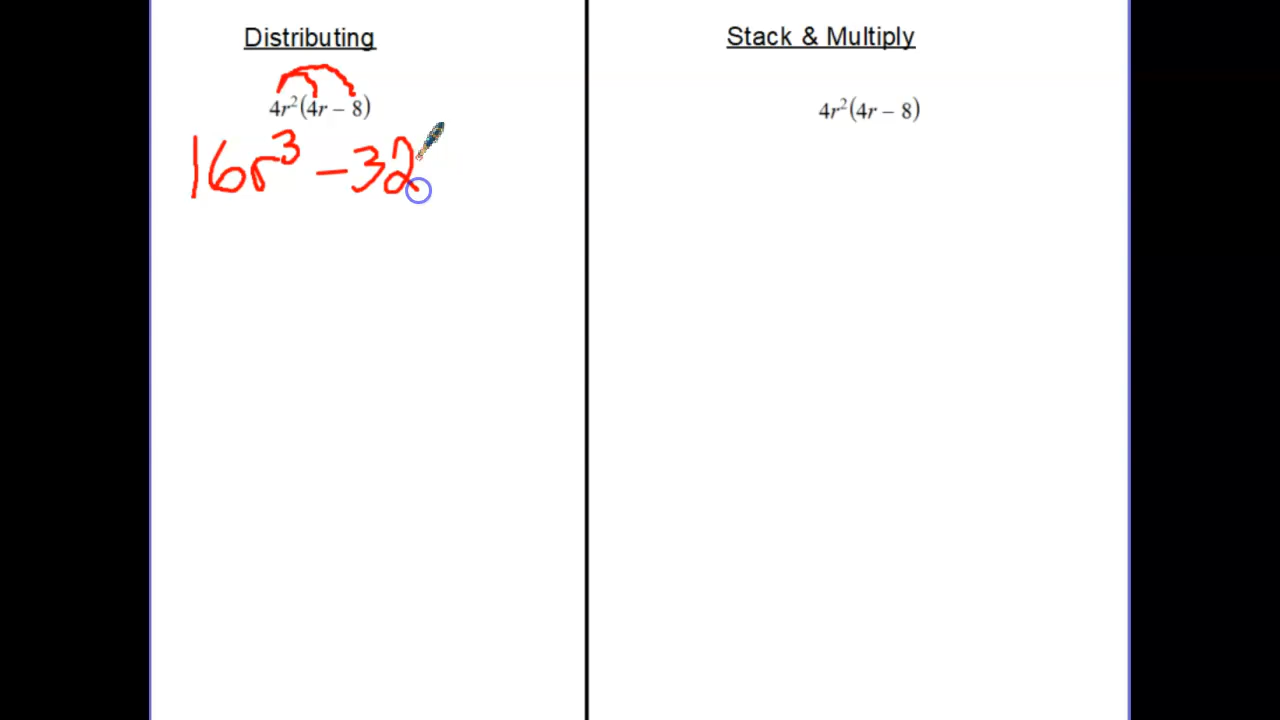 Distributing
4r²(4r − 8)
16r³ − 32
Stack & Multiply
4r²(4r − 8)